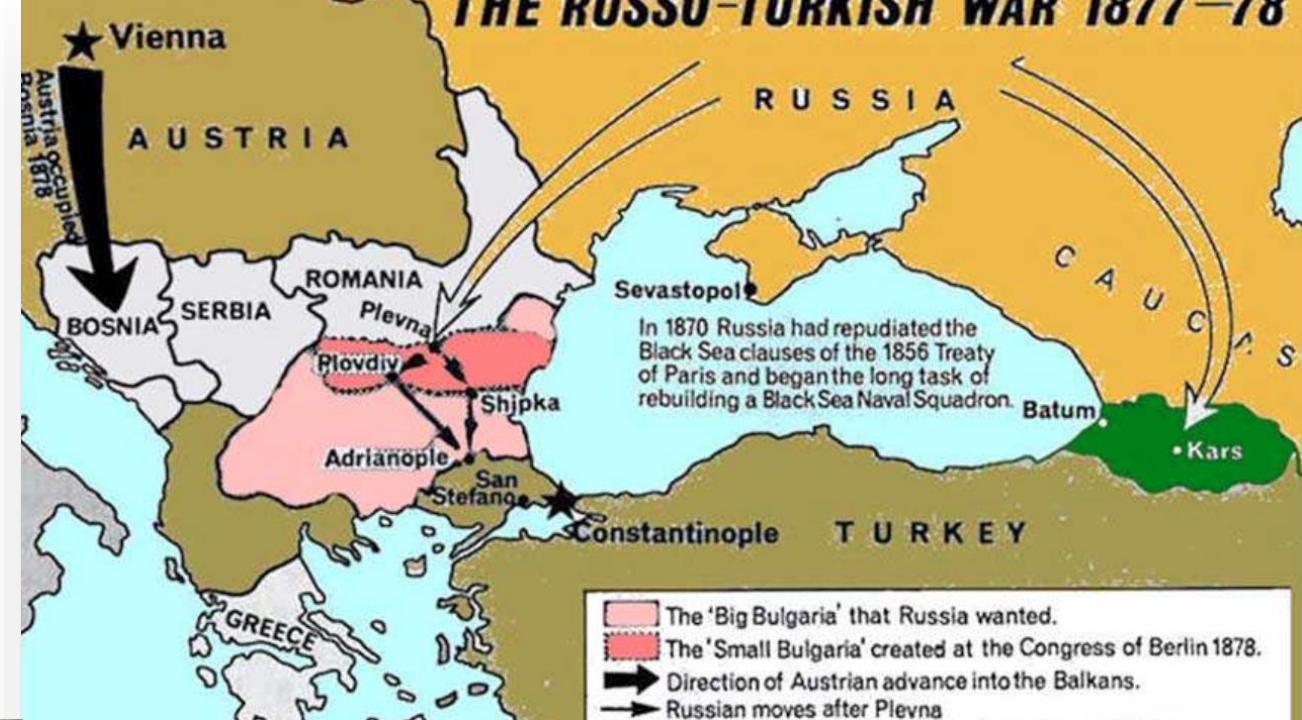 THE RUSSO-TURKISH WAR 1877-78
Vienna
Austria occupied
Bosnia 1878
AUSTRIA
RUSSIA
CAUCAS
ROMANIA
SERBIA
BOSNIA
Plevna
Plovdiv
Shipka
Adrianople
San
Stefano
Constantinople
Sevastopol
In 1870 Russia had repudiated the
Black Sea clauses of the 1856 Treaty
of Paris and began the long task of
rebuilding a Black Sea Naval Squadron.
Batum
Kars
TURKEY
GREECE
The 'Big Bulgaria' that Russia wanted.
The 'Small Bulgaria' created at the Congress of Berlin 1878.
Direction of Austrian advance into the Balkans.
Russian moves after Plevna